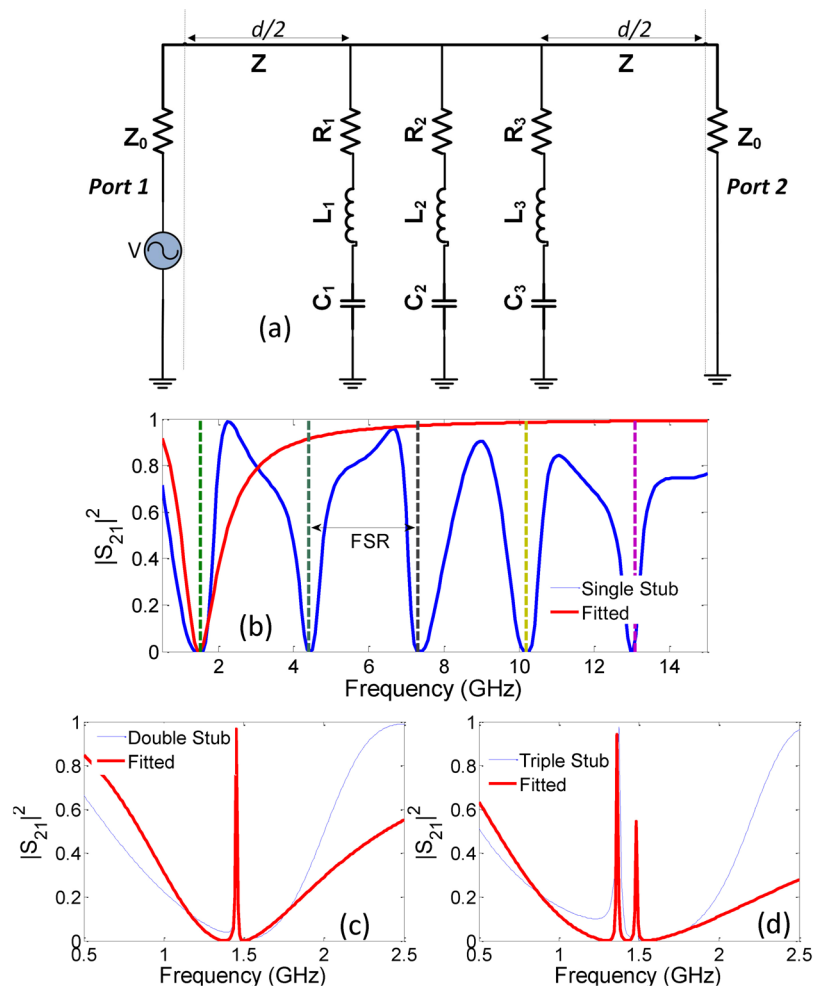 d/2
d/2
Z
Z
Z0
R1
R2
R3
Z0
Port 1
Port 2
L1
L2
L3
V
C1
C2
C3
(a)
1
0.8
0.6
0.4
0.2
0
|S21|^2
FSR
Single Stub
Fitted
(b)
2
4
6
8
10
12
14
Frequency (GHz)
1
0.8
0.6
0.4
0.2
0
|S21|^2
Double Stub
Fitted
(c)
0.5
1
1.5
2
2.5
Frequency (GHz)
1
0.8
0.6
0.4
0.2
0
|S21|^2
Triple Stub
Fitted
(d)
0.5
1
1.5
2
2.5
Frequency (GHz)